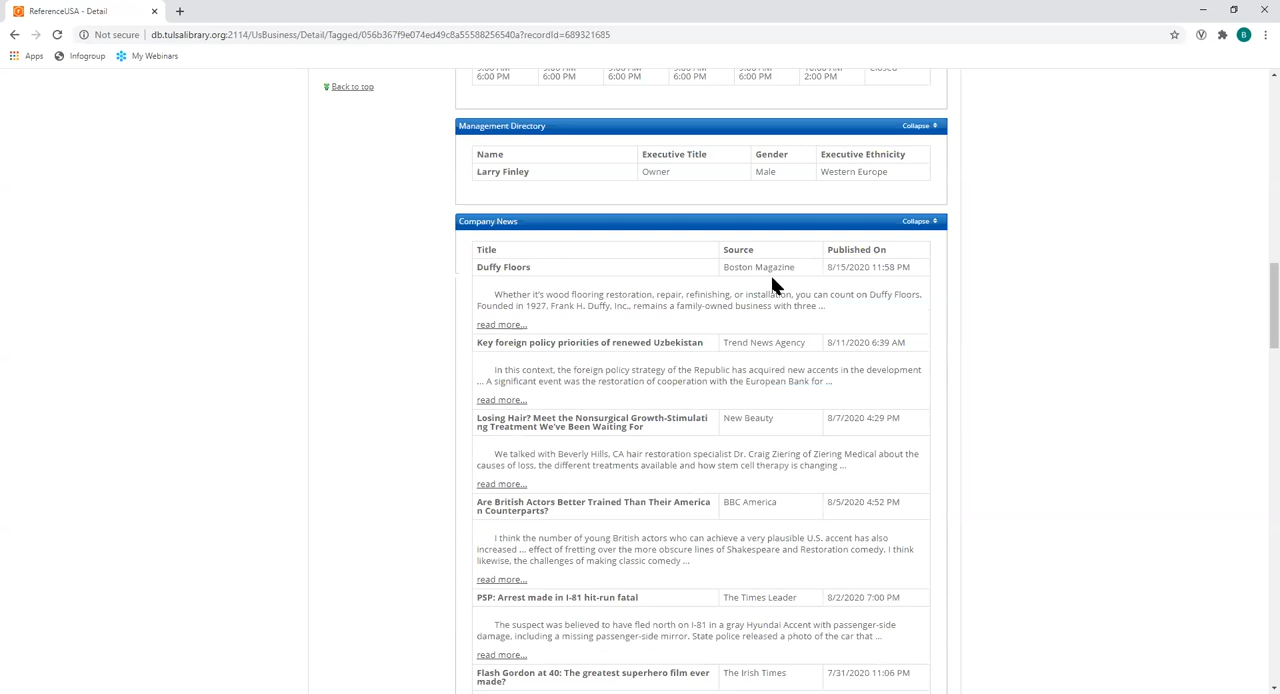 ReferenceUSA - Detail
Not secure | db.tulsalibrary.org:2114/UsBusiness/Detail/Tagged/056b367f9e074ed49c8a55588256540a?recordId=689321685
B
Apps Infogroup My Webinars
6:00 PM 6:00 PM 6:00 PM 6:00 PM 6:00 PM 2:00 PM
Back to top
Management Directory Collapse
Name Executive Title Gender Executive Ethnicity
Larry Finley Owner Male Western Europe
Company News Collapse
Title Source Published On
Duffy Floors Boston Magazine 8/15/2020 11:58 PM
Whether it's wood flooring restoration, repair, refinishing, or installation, you can count on Duffy Floors.
Founded in 1927, Frank H. Duffy, Inc., remains a family-owned business with three ...
read more...
Key foreign policy priorities of renewed Uzbekistan Trend News Agency 8/11/2020 6:39 AM
In this context, the foreign policy strategy of the Republic has acquired new accents in the development
... A significant event was the restoration of cooperation with the European Bank for ...
read more...
Losing Hair? Meet the Nonsurgical Growth-Stimulati New Beauty 8/7/2020 4:29 PM
ng Treatment We've Been Waiting For
We talked with Beverly Hills, CA hair restoration specialist Dr. Craig Ziering of Ziering Medical about the
causes of loss, the different treatments available and how stem cell therapy is changing ...
read more...
Are British Actors Better Trained Than Their America BBC America 8/5/2020 4:52 PM
n Counterparts?
I think the number of young British actors who can achieve a very plausible U.S. accent has also
increased ... effect of fretting over the more obscure lines of Shakespeare and Restoration comedy. I think
likewise, the challenges of making classic comedy ...
read more...
PSP: Arrest made in I-81 hit-run fatal The Times Leader 8/2/2020 7:00 PM
The suspect was believed to have fled north on I-81 in a gray Hyundai Accent with passenger-side
damage, including a missing passenger-side mirror. State police released a photo of the car that ...
read more...
Flash Gordon at 40: The greatest superhero film ever The Irish Times 7/31/2020 11:06 PM
made?